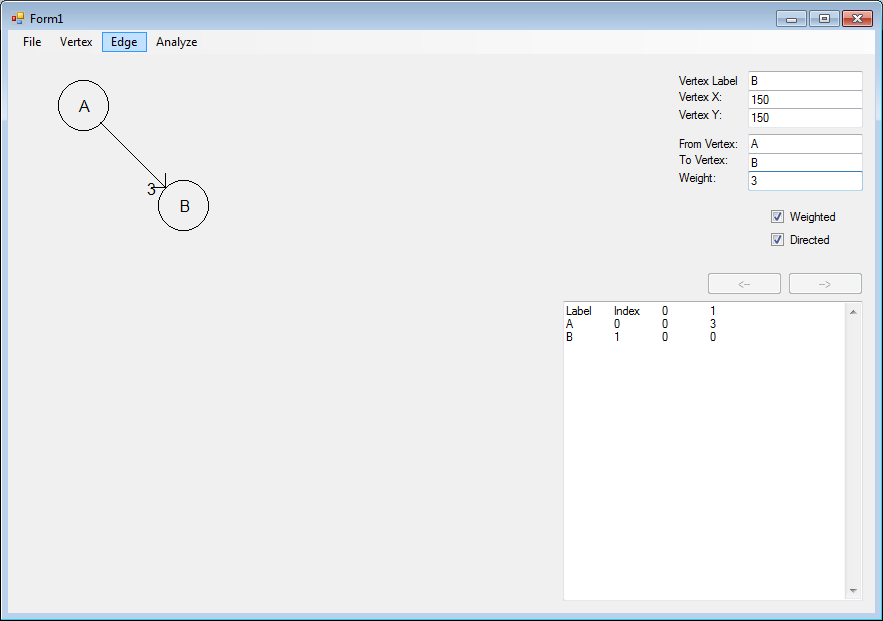 Form1
File Vertex Edge Analyze
A
3
B
Vertex Label B
Vertex X: 150
Vertex Y: 150
From Vertex: A
To Vertex: B
Weight: 3
Weighted
Directed
<-- -->
Label Index 0 1
A 0 0 3
B 1 0 0